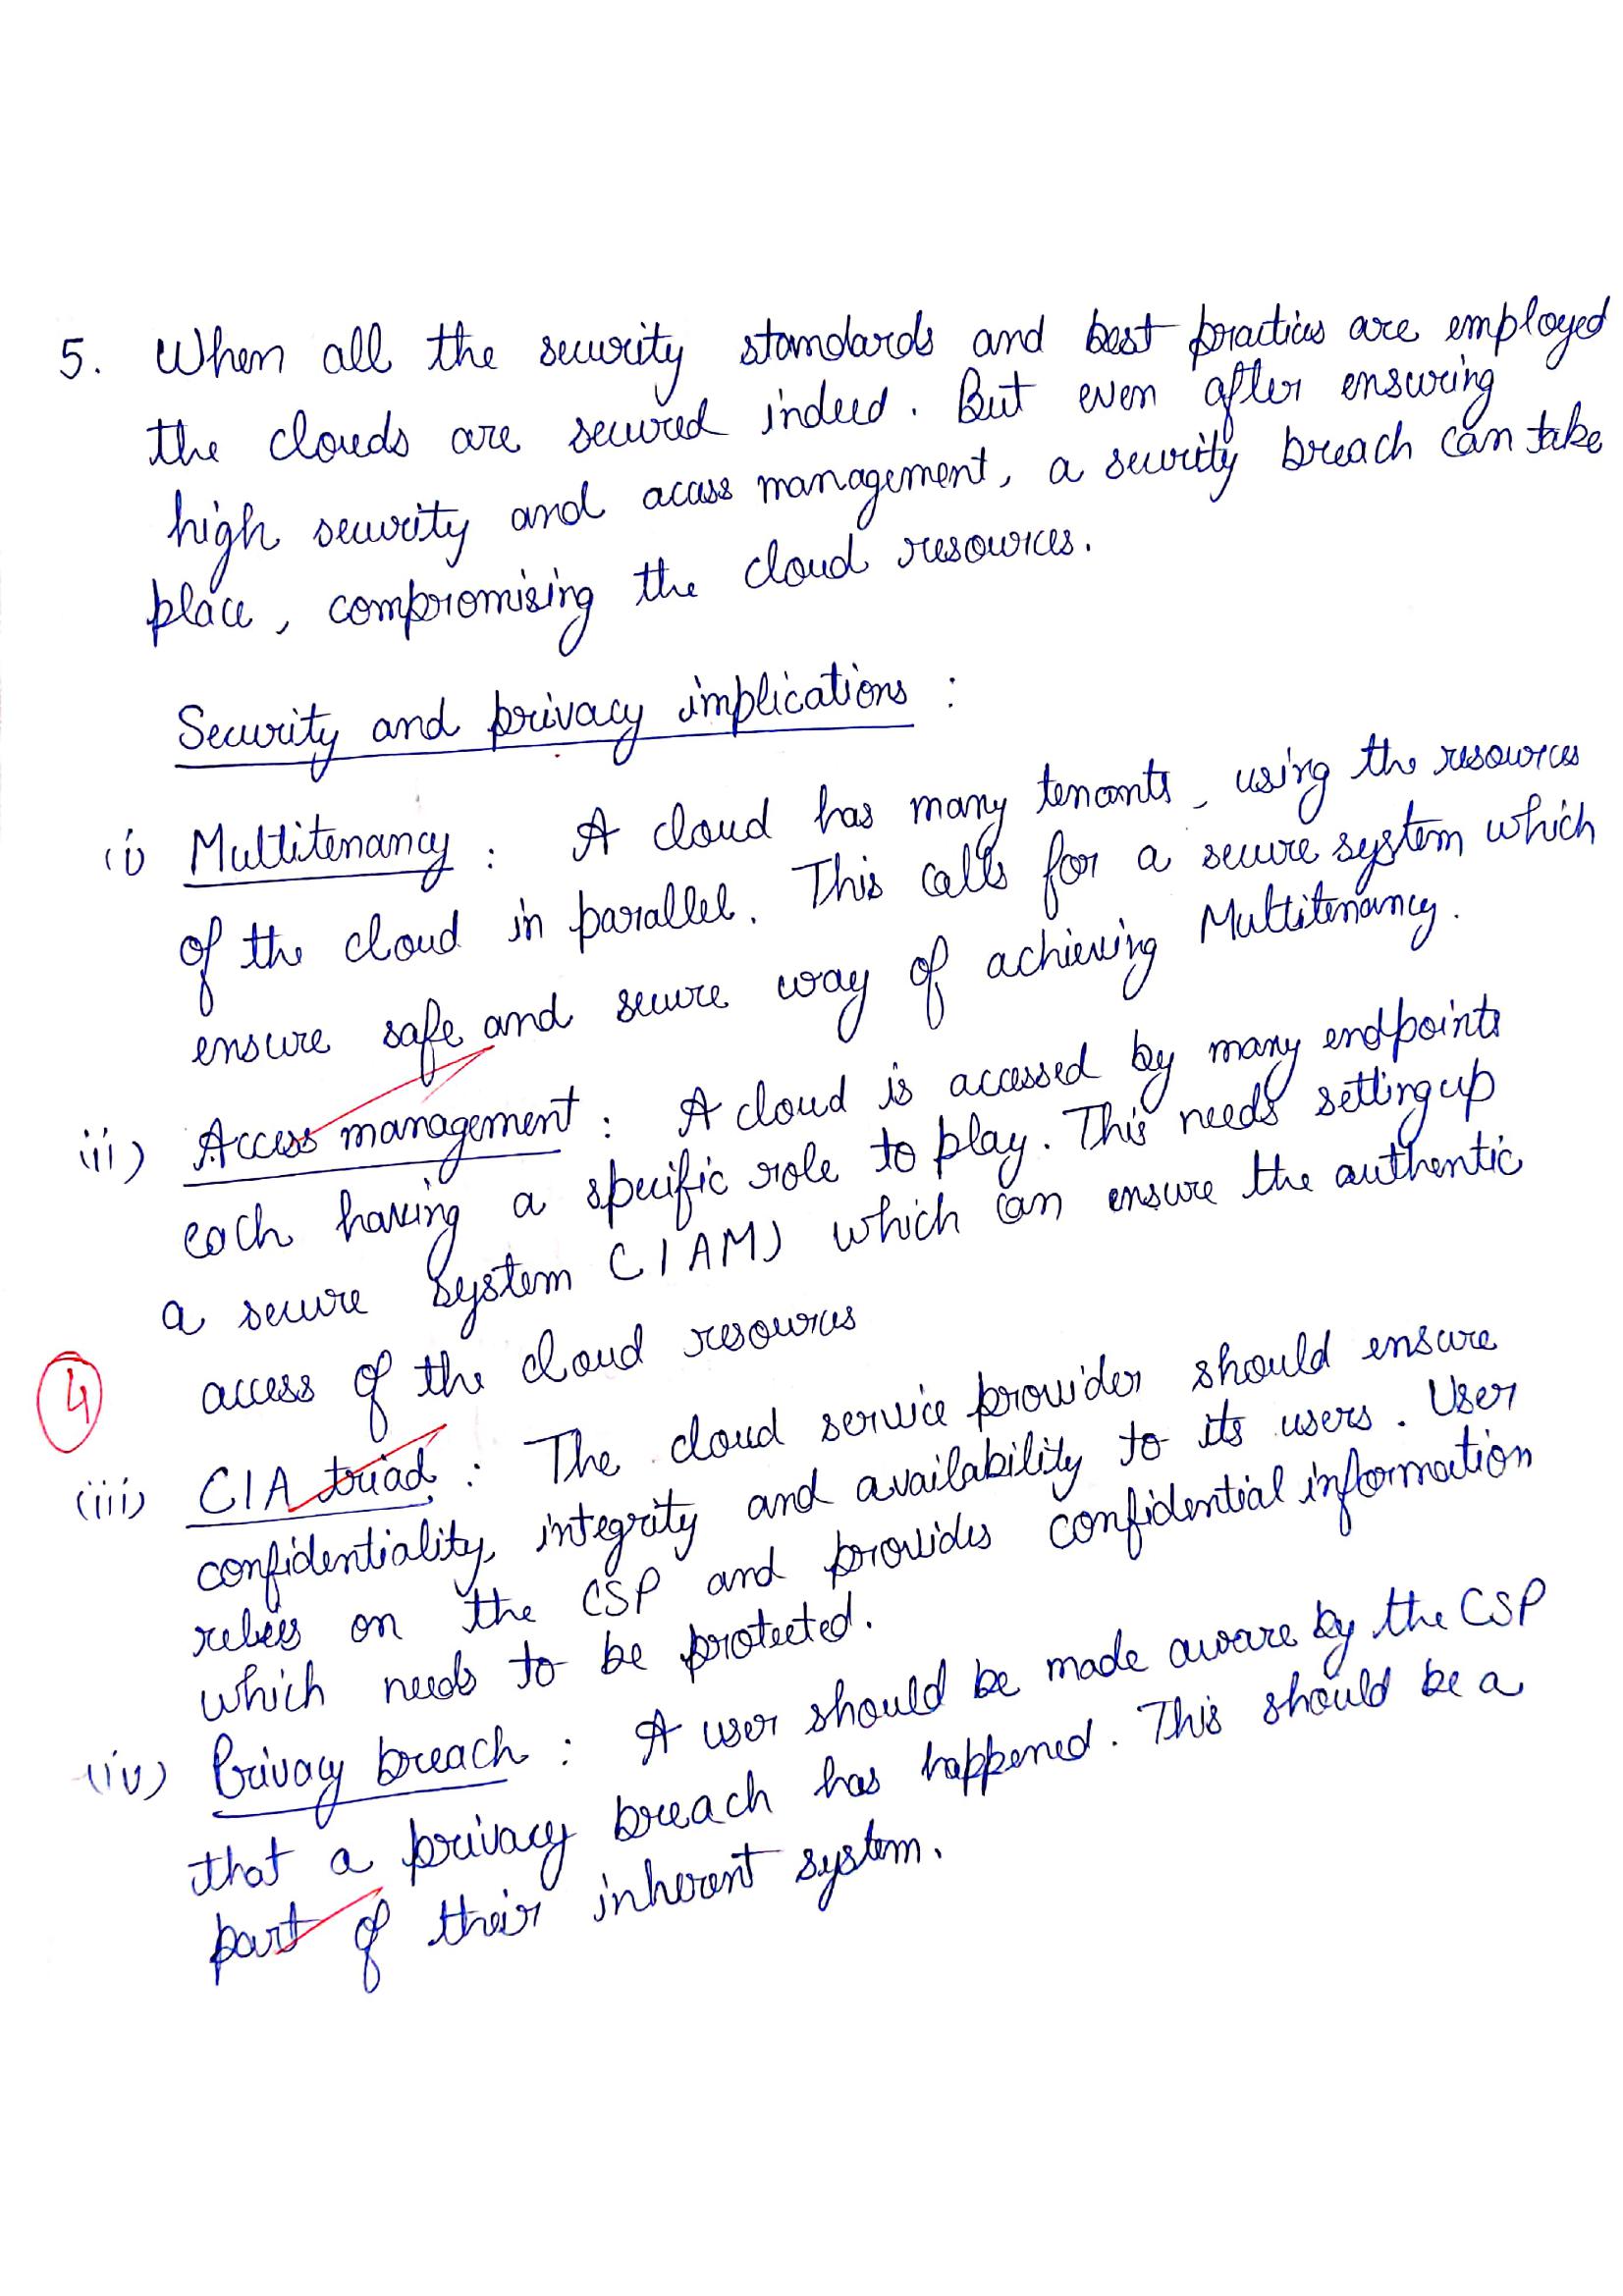 5. When all the security standards and best practices are employed
the clouds are secured indeed. But even after ensuring
high security and access management, a security breach can take
place, compromising the cloud resources.
Security and privacy implications :
(i) Multitenancy : A cloud has many tenants, using the resources
of the cloud in parallel. This calls for a secure system which
ensure safe and secure way of achieving Multitenancy.
ii) Access management : A cloud is accessed by many endpoints
each having a specific role to play. This needs setting up
a secure system (IAM) which can ensure the authentic
access of the cloud resources
4
(iii) CIA triad : The cloud service provider should ensure
confidentiality, integrity and availability to its users. User
relies on the CSP and provides confidential information
which needs to be protected.
(iv) Privacy breach : A user should be made aware by the CSP
that a privacy breach has happened. This should be a
part of their inherent system.